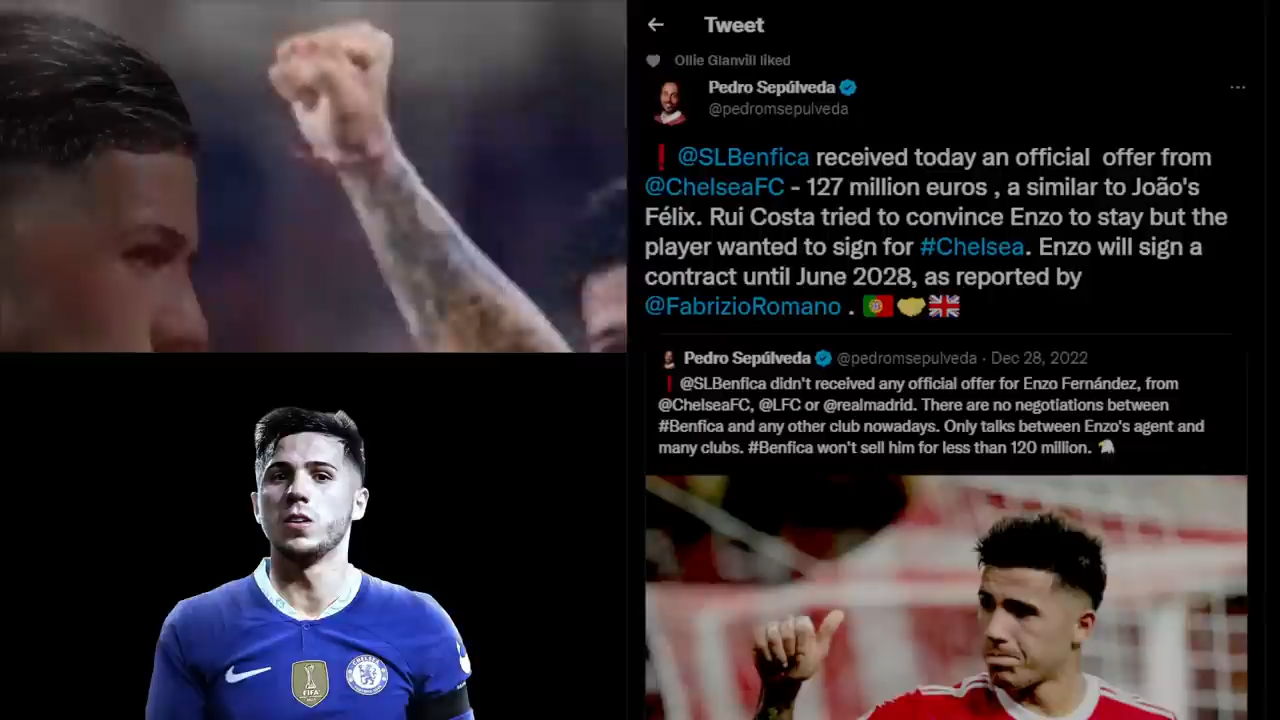 Tweet
Ollie Glanvill liked
Pedro Sepúlveda
@pedromsepulveda
❗ @SLBenfica received today an official offer from
@ChelseaFC - 127 million euros , a similar to João's
Félix. Rui Costa tried to convince Enzo to stay but the
player wanted to sign for #Chelsea. Enzo will sign a
contract until June 2028, as reported by
@FabrizioRomano . 🇵🇹🤝🇬🇧
Pedro Sepúlveda @pedromsepulveda · Dec 28, 2022
❗ @SLBenfica didn't received any official offer for Enzo Fernández, from
@ChelseaFC, @LFC or @realmadrid. There are no negotiations between
#Benfica and any other club nowadays. Only talks between Enzo's agent and
many clubs. #Benfica won't sell him for less than 120 million. 🦅
FIFA
CHELSEA